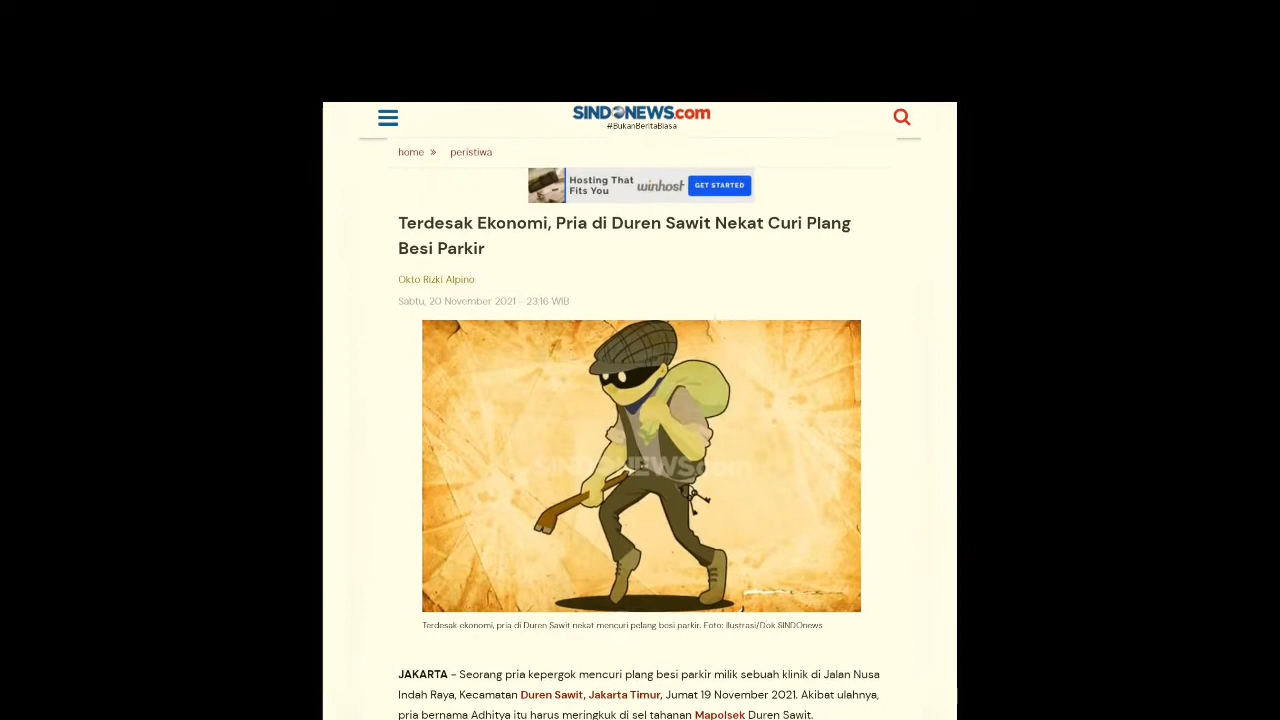 SINDONEWS.com
#BukanBeritaBiasa
home » peristiwa
Hosting That
Fits You
winhost
GET STARTED
Terdesak Ekonomi, Pria di Duren Sawit Nekat Curi Plang
Besi Parkir
Okto Rizki Alpino
Sabtu, 20 November 2021 - 23:16 WIB
SINDONEWS.com
Terdesak ekonomi, pria di Duren Sawit nekat mencuri pelang besi parkir. Foto: Ilustrasi/Dok SINDOnews
JAKARTA - Seorang pria kepergok mencuri plang besi parkir milik sebuah klinik di Jalan Nusa
Indah Raya, Kecamatan Duren Sawit, Jakarta Timur, Jumat 19 November 2021. Akibat ulahnya,
pria bernama Adhitya itu harus meringkuk di sel tahanan Mapolsek Duren Sawit.